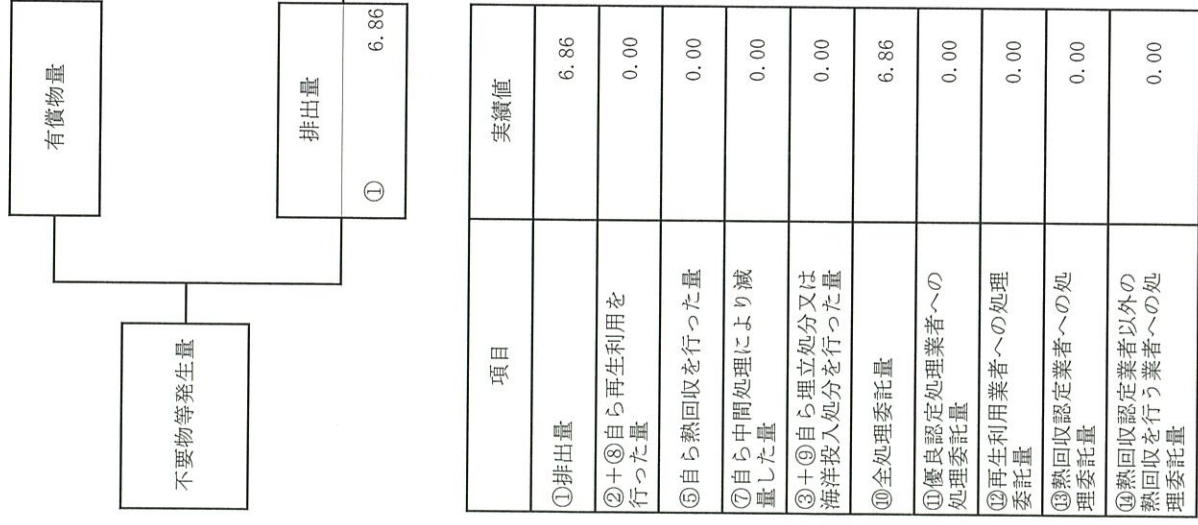 不要物等発生量
有償物量
排出量
① 6.86
項目 実績値
①排出量 6.86
②+⑧自ら再生利用を
行った量 0.00
⑤自ら熱回収を行った量 0.00
⑦自ら中間処理により減
量した量 0.00
③+⑨自ら埋立処分又は
海洋投入処分を行った量 0.00
⑩全処理委託量 6.86
⑪優良認定処理業者への
処理委託量 0.00
⑫再生利用業者への処理
委託量 0.00
⑬熱回収認定業者への処
理委託量 0.00
⑭熱回収認定業者以外の
熱回収を行う業者への処
理委託量 0.00